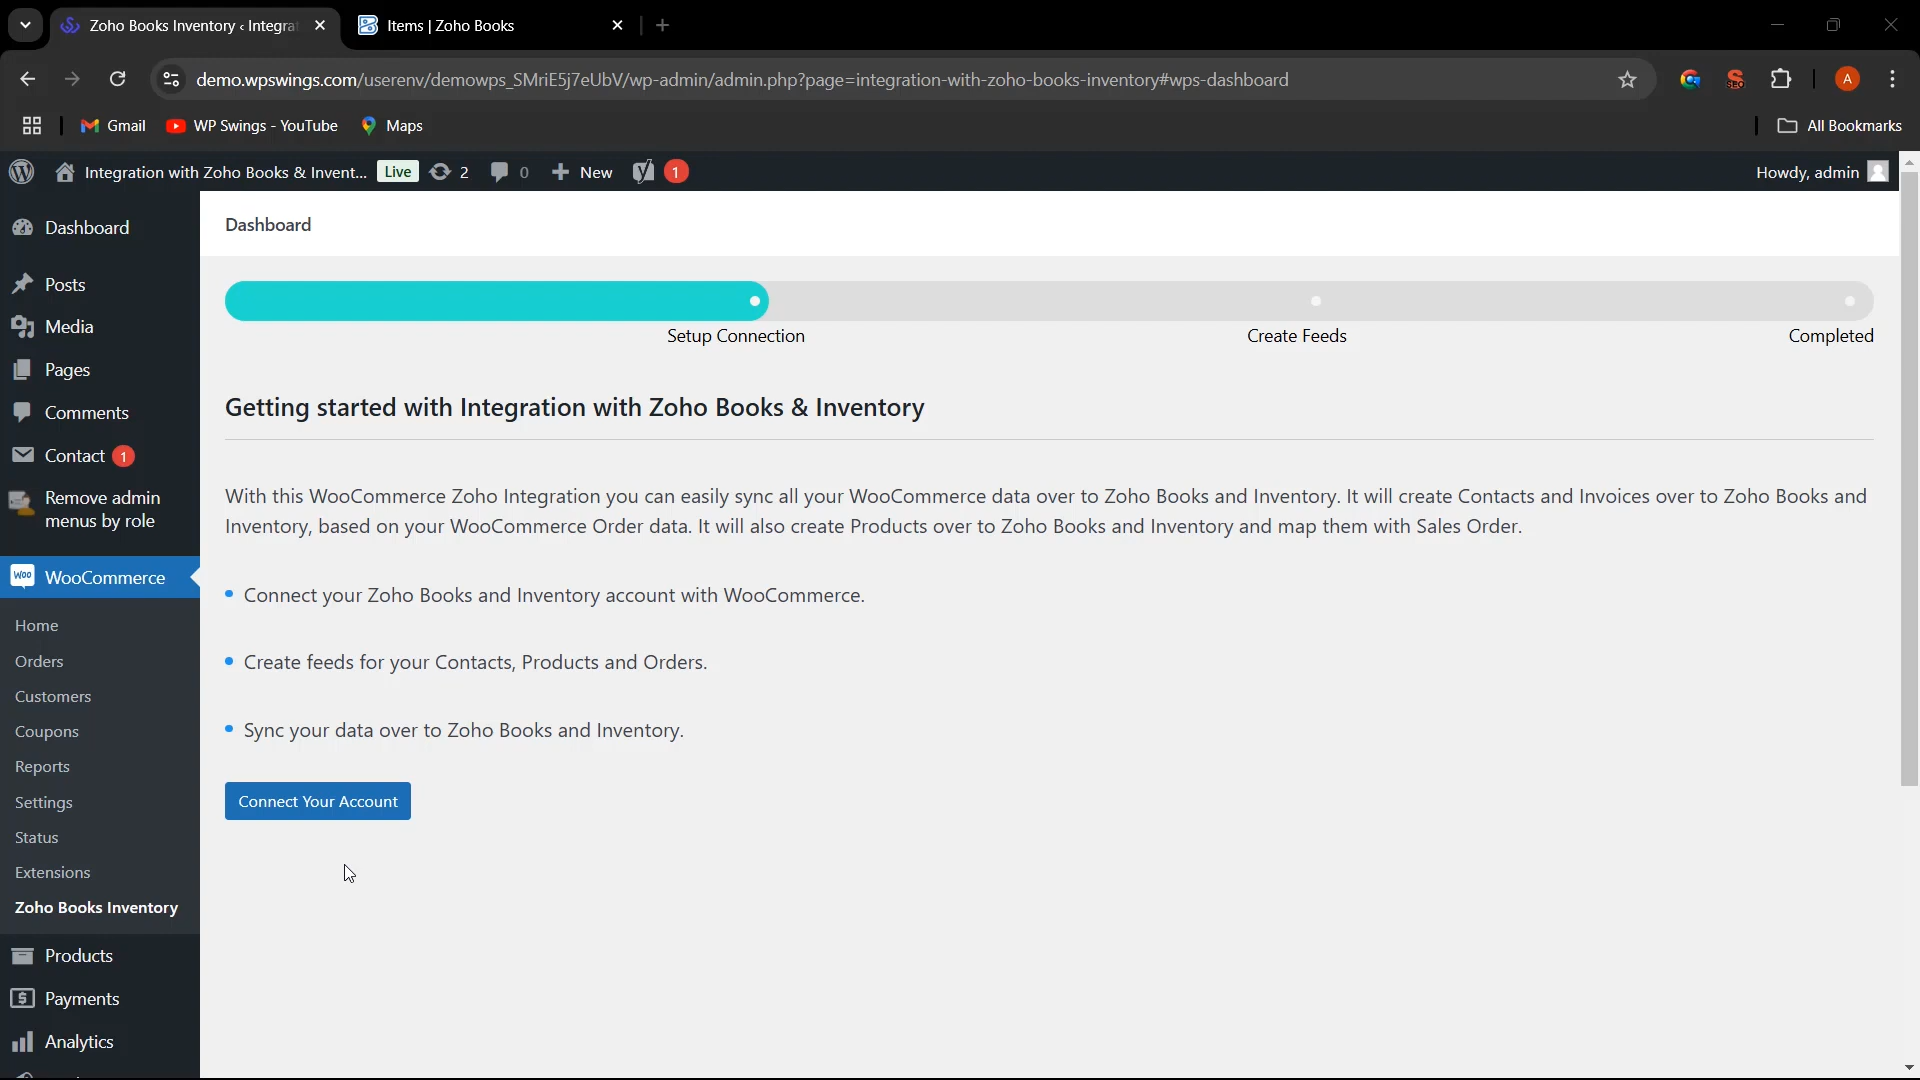 Zoho Books Inventory ‹ Integra
Items | Zoho Books
demo.wpswings.com/userenv/demowps_SMriE5j7eUbV/wp-admin/admin.php?page=integration-with-zoho-books-inventory#wps-dashboard
SEO
A
Gmail
WP Swings - YouTube
Maps
All Bookmarks
Integration with Zoho Books & Invent... Live 2 0 New 1
Howdy, admin
Dashboard
Posts
Media
Pages
Comments
Contact 1
Remove admin
menus by role
Woo WooCommerce
Home
Orders
Customers
Coupons
Reports
Settings
Status
Extensions
Zoho Books Inventory
Products
Payments
Analytics
Dashboard
Setup Connection
Create Feeds
Completed
Getting started with Integration with Zoho Books & Inventory
With this WooCommerce Zoho Integration you can easily sync all your WooCommerce data over to Zoho Books and Inventory. It will create Contacts and Invoices over to Zoho Books and
Inventory, based on your WooCommerce Order data. It will also create Products over to Zoho Books and Inventory and map them with Sales Order.
Connect your Zoho Books and Inventory account with WooCommerce.
Create feeds for your Contacts, Products and Orders.
Sync your data over to Zoho Books and Inventory.
Connect Your Account